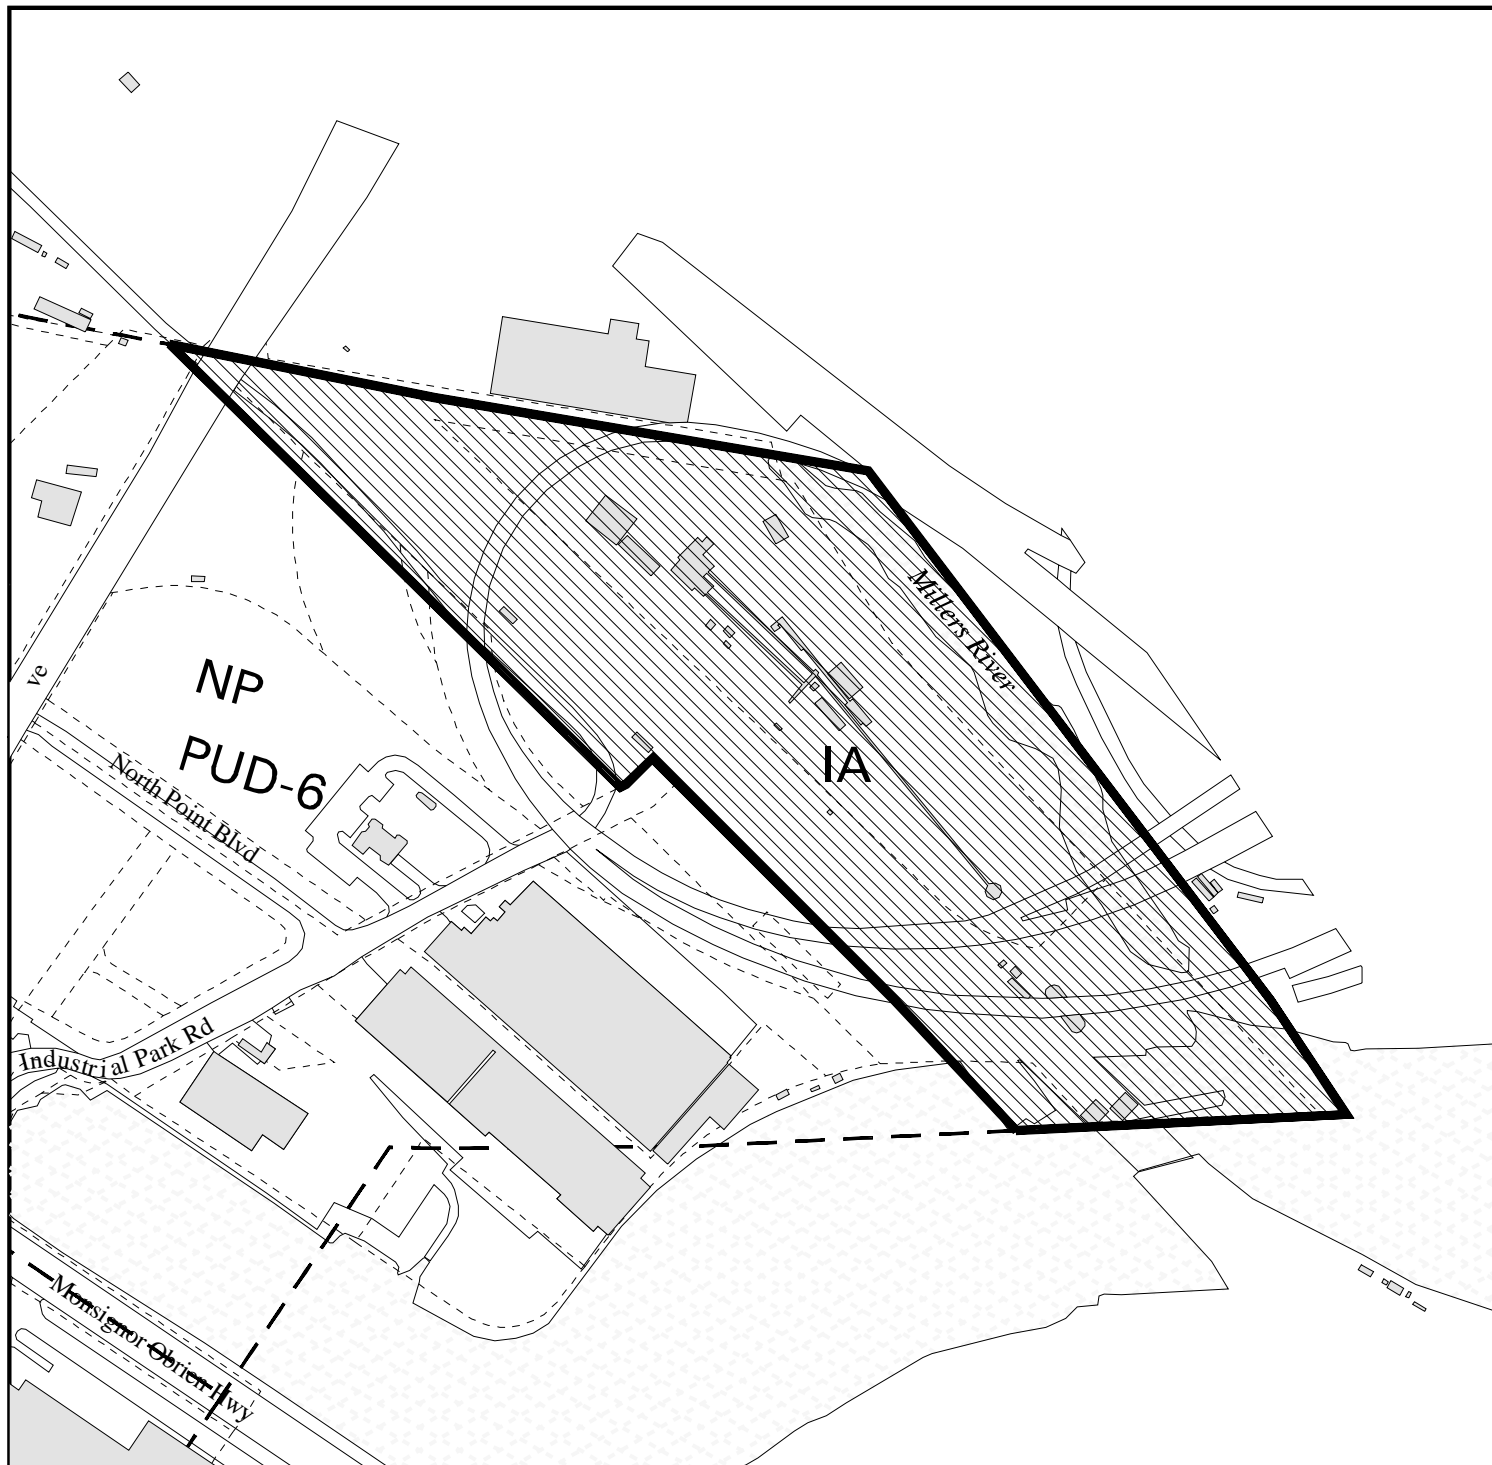 Millers River
NP
ve
PUD-6
IA
North Point Blvd
Industrial Park Rd
Monsignor Obrien Hwy